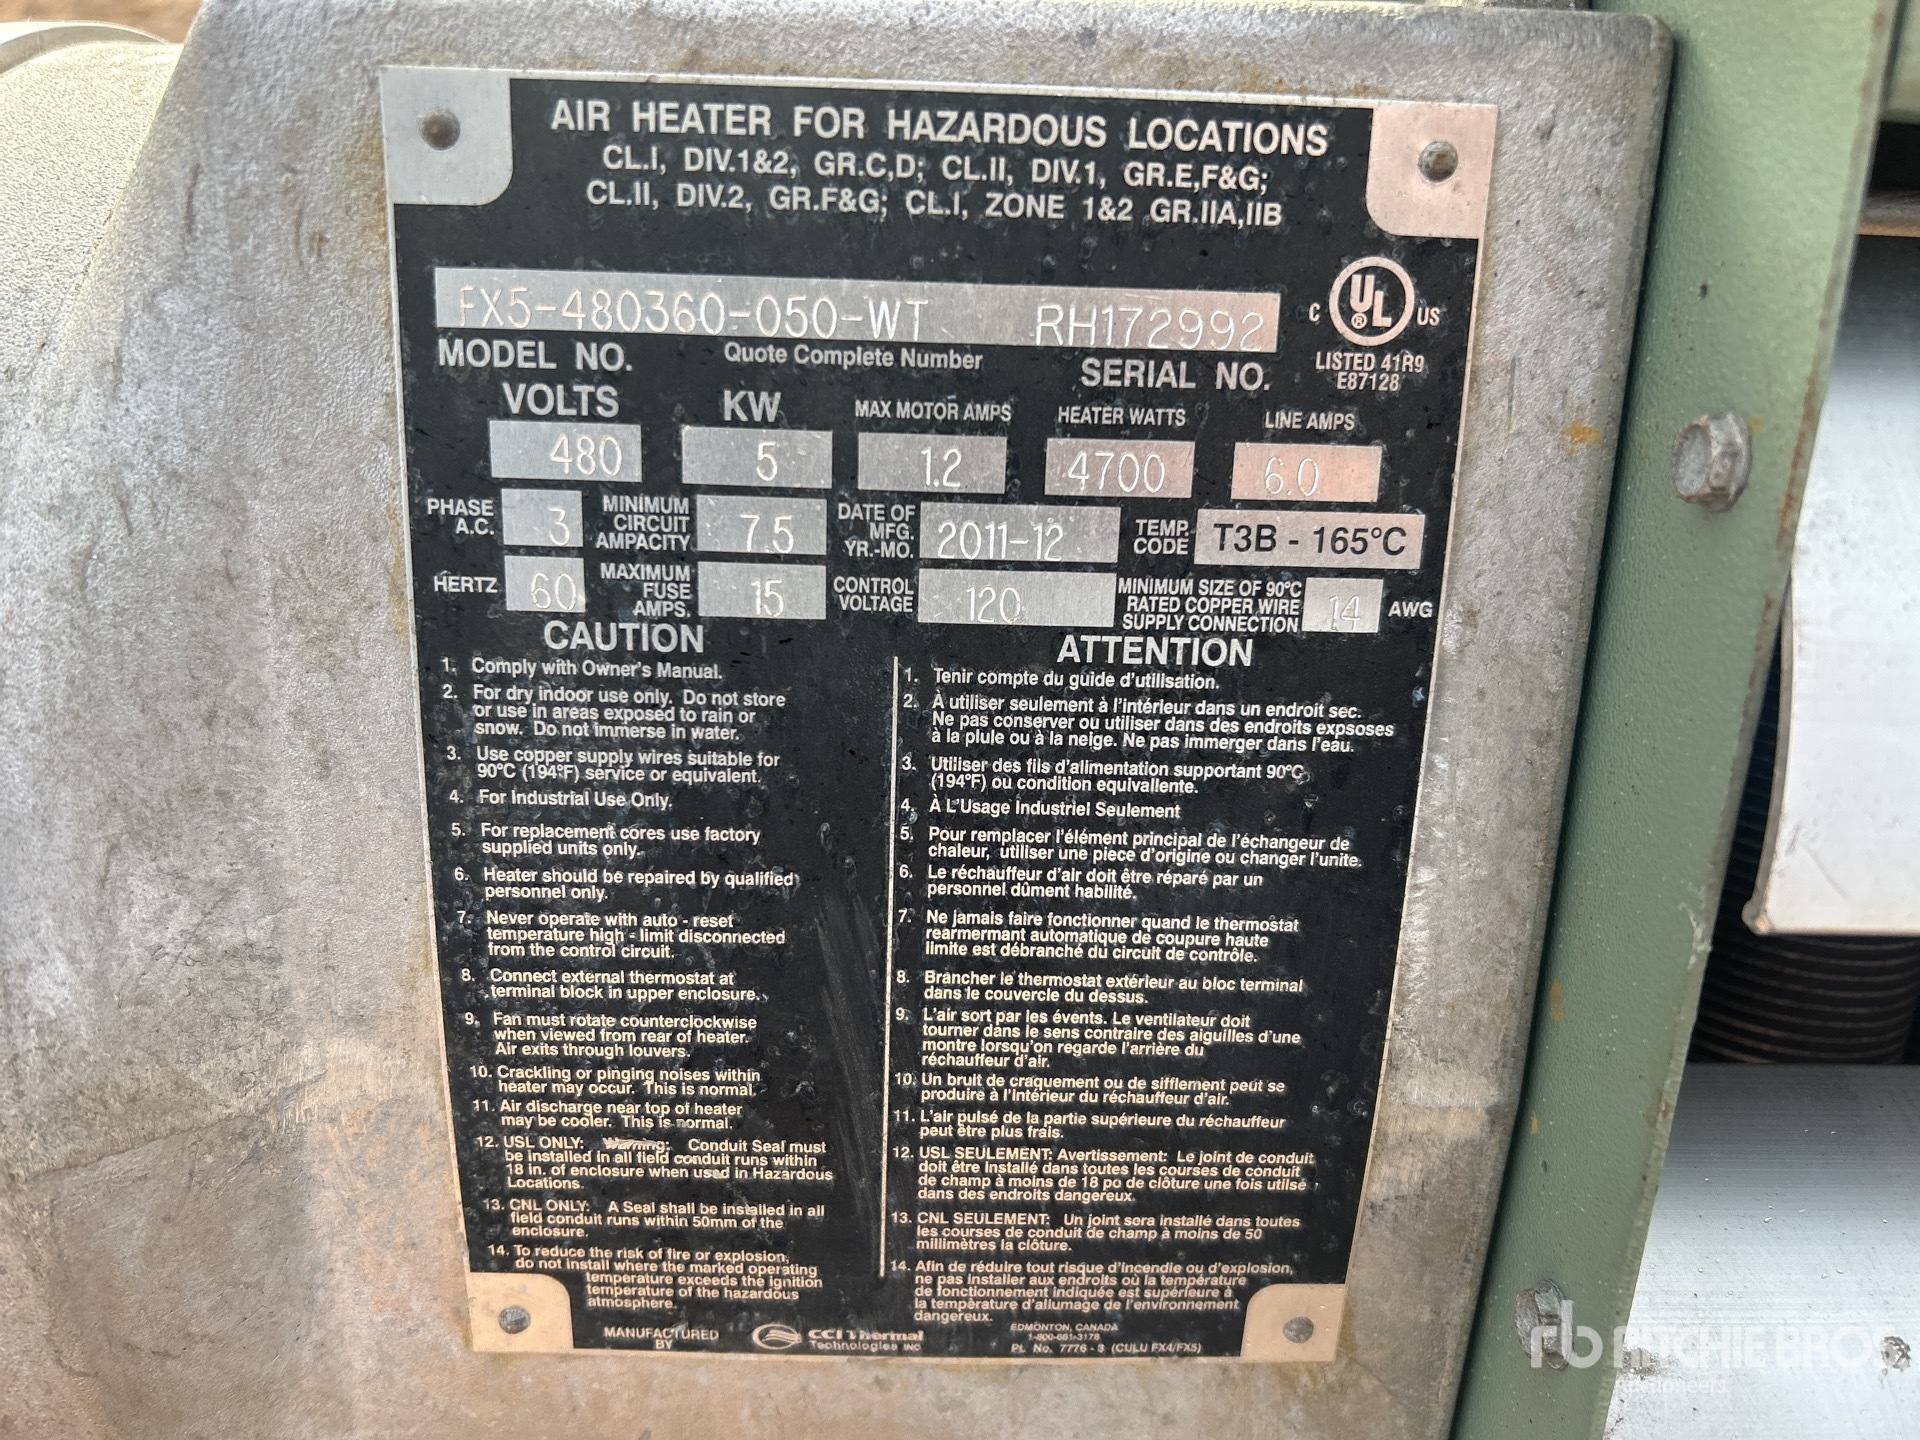 AIR HEATER FOR HAZARDOUS LOCATIONS
CL.I, DIV.1&2, GR.C,D; CL.II, DIV.1, GR.E,F&G;
CL.II, DIV.2, GR.F&G; CL.I, ZONE 1&2 GR.IIA,IIB
FX5-480360-050-WT RH172992
MODEL NO. Quote Complete Number SERIAL NO.
C UL ® US
LISTED 41R9
E87128
VOLTS KW MAX MOTOR AMPS HEATER WATTS LINE AMPS
480 5 1.2 4700 6.0
PHASE A.C. 3 MINIMUM CIRCUIT AMPACITY 7.5 DATE OF MFG. YR.-MO. 2011-12 TEMP. CODE T3B - 165°C
HERTZ 60 MAXIMUM FUSE AMPS. 15 CONTROL VOLTAGE 120 MINIMUM SIZE OF 90°C RATED COPPER WIRE SUPPLY CONNECTION 14 AWG
CAUTION
1. Comply with Owner's Manual.
2. For dry indoor use only. Do not store
or use in areas exposed to rain or
snow. Do not immerse in water.
3. Use copper supply wires suitable for
90°C (194°F) service or equivalent.
4. For Industrial Use Only.
5. For replacement cores use factory
supplied units only.
6. Heater should be repaired by qualified
personnel only.
7. Never operate with auto - reset
temperature high - limit disconnected
from the control circuit.
8. Connect external thermostat at
terminal block in upper enclosure.
9. Fan must rotate counterclockwise
when viewed from rear of heater.
Air exits through louvers.
10. Crackling or pinging noises within
heater may occur. This is normal.
11. Air discharge near top of heater
may be cooler. This is normal.
12. USL ONLY: Warning: Conduit Seal must
be installed in all field conduit runs within
18 in. of enclosure when used in Hazardous
Locations.
13. CNL ONLY: A Seal shall be installed in all
field conduit runs within 50mm of the
enclosure.
14. To reduce the risk of fire or explosion,
do not install where the marked operating
temperature exceeds the ignition
temperature of the hazardous
atmosphere.
ATTENTION
1. Tenir compte du guide d'utilisation.
2. À utiliser seulement à l'intérieur dans un endroit sec.
Ne pas conserver ou utiliser dans des endroits expsoses
à la plule ou à la neige. Ne pas immerger dans l'eau.
3. Utiliser des fils d'alimentation supportant 90°C
(194°F) ou condition equivallente.
4. À L'Usage Industriel Seulement
5. Pour remplacer l'élément principal de l'échangeur de
chaleur, utiliser une piece d'origine ou changer l'unite.
6. Le réchauffeur d'air doit être réparé par un
personnel dûment habilité.
7. Ne jamais faire fonctionner quand le thermostat
rearmermant automatique de coupure haute
limite est débranché du circuit de contrôle.
8. Brancher le thermostat extérieur au bloc terminal
dans le couvercle du dessus.
9. L'air sort par les évents. Le ventilateur doit
tourner dans le sens contraire des aiguilles d'une
montre lorsqu'on regarde l'arrière du
réchauffeur d'air.
10. Un bruit de craquement ou de sifflement peut se
produire à l'intérieur du réchauffeur d'air.
11. L'air pulsé de la partie supérieure du réchauffeur
peut être plus frais.
12. USL SEULEMENT: Avertissement: Le joint de conduit
doit être installé dans toutes les courses de conduit
de champ à moins de 18 po de clôture une fois utilisé
dans des endroits dangereux.
13. CNL SEULEMENT: Un joint sera installé dans toutes
les courses de conduit de champ à moins de 50
millimètres la clôture.
14. Afin de réduire tout risque d'incendie ou d'explosion,
ne pas installer aux endroits où la température
de fonctionnement indiquée est supérieure à
la température d'allumage de l'environnement
dangereux.
MANUFACTURED BY CCI Thermal Technologies INC
EDMONTON, CANADA
1-800-661-3178
PL No. 7776 - 3 (CULU FX4/FX5)
rb RITCHIE BROS.
Auctioneers